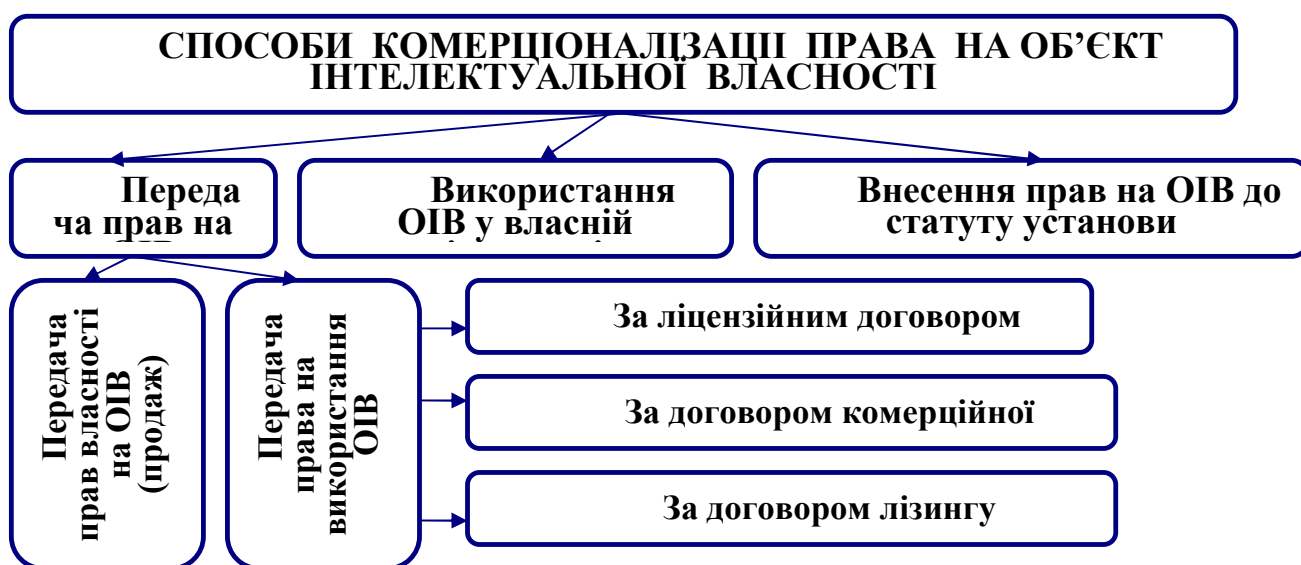 СПОСОБИ КОМЕРЦІОНАЛІЗАЦІІ ПРАВА НА ОБ’ЄКТ
ІНТЕЛЕКТУАЛЬНОЇ ВЛАСНОСТІ
Переда
ча прав на
Використання
ОІВ у власній
Внесення прав на ОІВ до
статуту установи
Передача
прав власності
на ОІВ
(продаж)
Передача
права на
використання
ОІВ
За ліцензійним договором
За договором комерційної
За договором лізингу